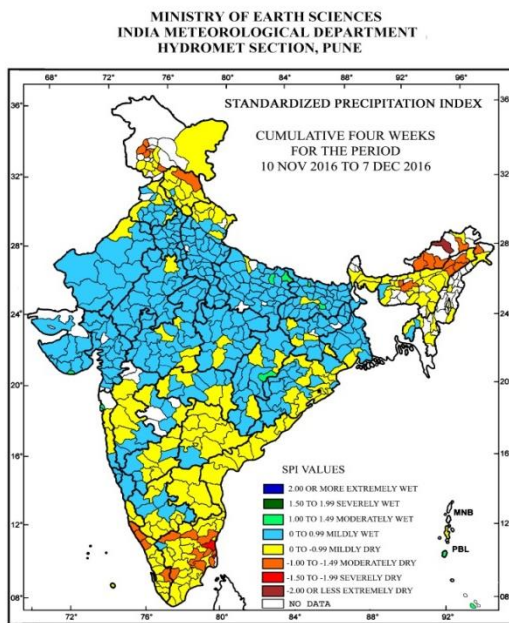 MINISTRY OF EARTH SCIENCES
INDIA METEOROLOGICAL DEPARTMENT
HYDROMET SECTION, PUNE
68° 72° 76° 80° 84° 88° 92° 96°
36°
STANDARDIZED PRECIPITATION INDEX
CUMULATIVE FOUR WEEKS
FOR THE PERIOD
10 NOV 2016 TO 7 DEC 2016
32°
28°
24°
20°
16°
12°
08°
SPI VALUES
2.00 OR MORE EXTREMELY WET
1.50 TO 1.99 SEVERELY WET
1.00 TO 1.49 MODERATELY WET
0 TO 0.99 MILDLY WET
0 TO -0.99 MILDLY DRY
-1.00 TO -1.49 MODERATELY DRY
-1.50 TO -1.99 SEVERELY DRY
-2.00 OR LESS EXTREMELY DRY
NO DATA
MNB
PBL
36°
32°
28°
24°
20°
16°
12°
08°
72° 76° 80° 84° 92°